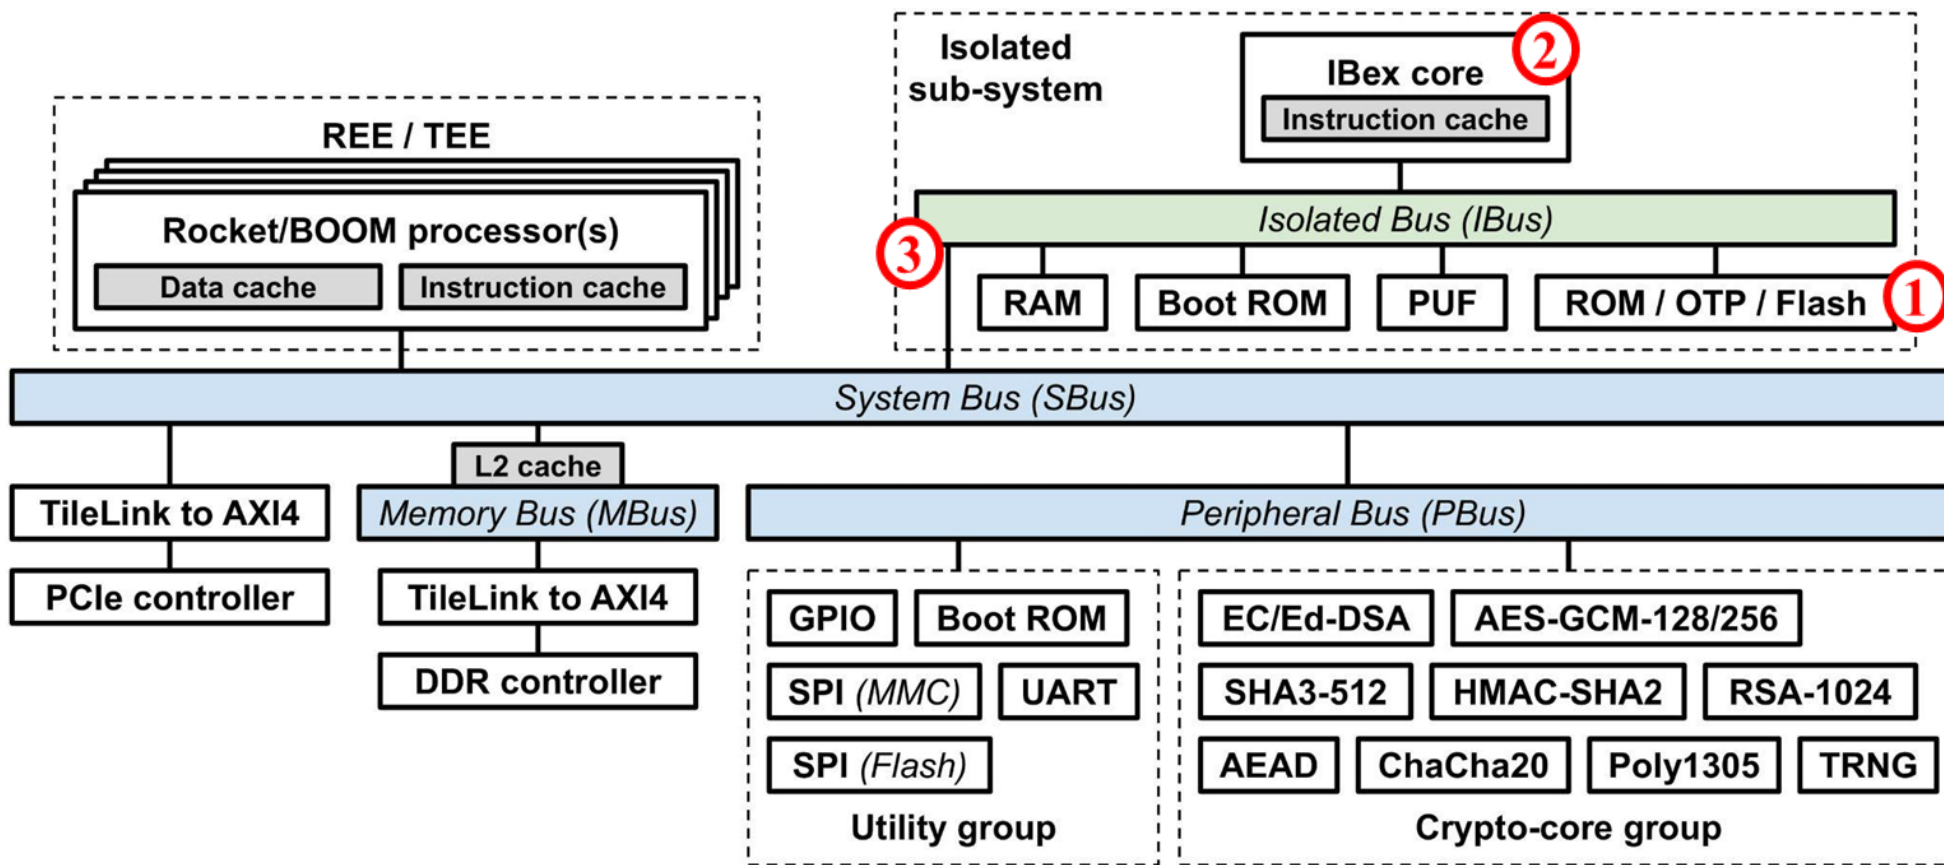 Isolated
sub-system
2
IBex core
Instruction cache
REE / TEE
Rocket/BOOM processor(s)
Data cache
Instruction cache
Isolated Bus (IBus)
3
RAM
Boot ROM
PUF
ROM / OTP / Flash
1
System Bus (SBus)
L2 cache
TileLink to AXI4
Memory Bus (MBus)
Peripheral Bus (PBus)
PCIe controller
TileLink to AXI4
DDR controller
GPIO
Boot ROM
SPI (MMC)
UART
SPI (Flash)
Utility group
EC/Ed-DSA
AES-GCM-128/256
SHA3-512
HMAC-SHA2
RSA-1024
AEAD
ChaCha20
Poly1305
TRNG
Crypto-core group